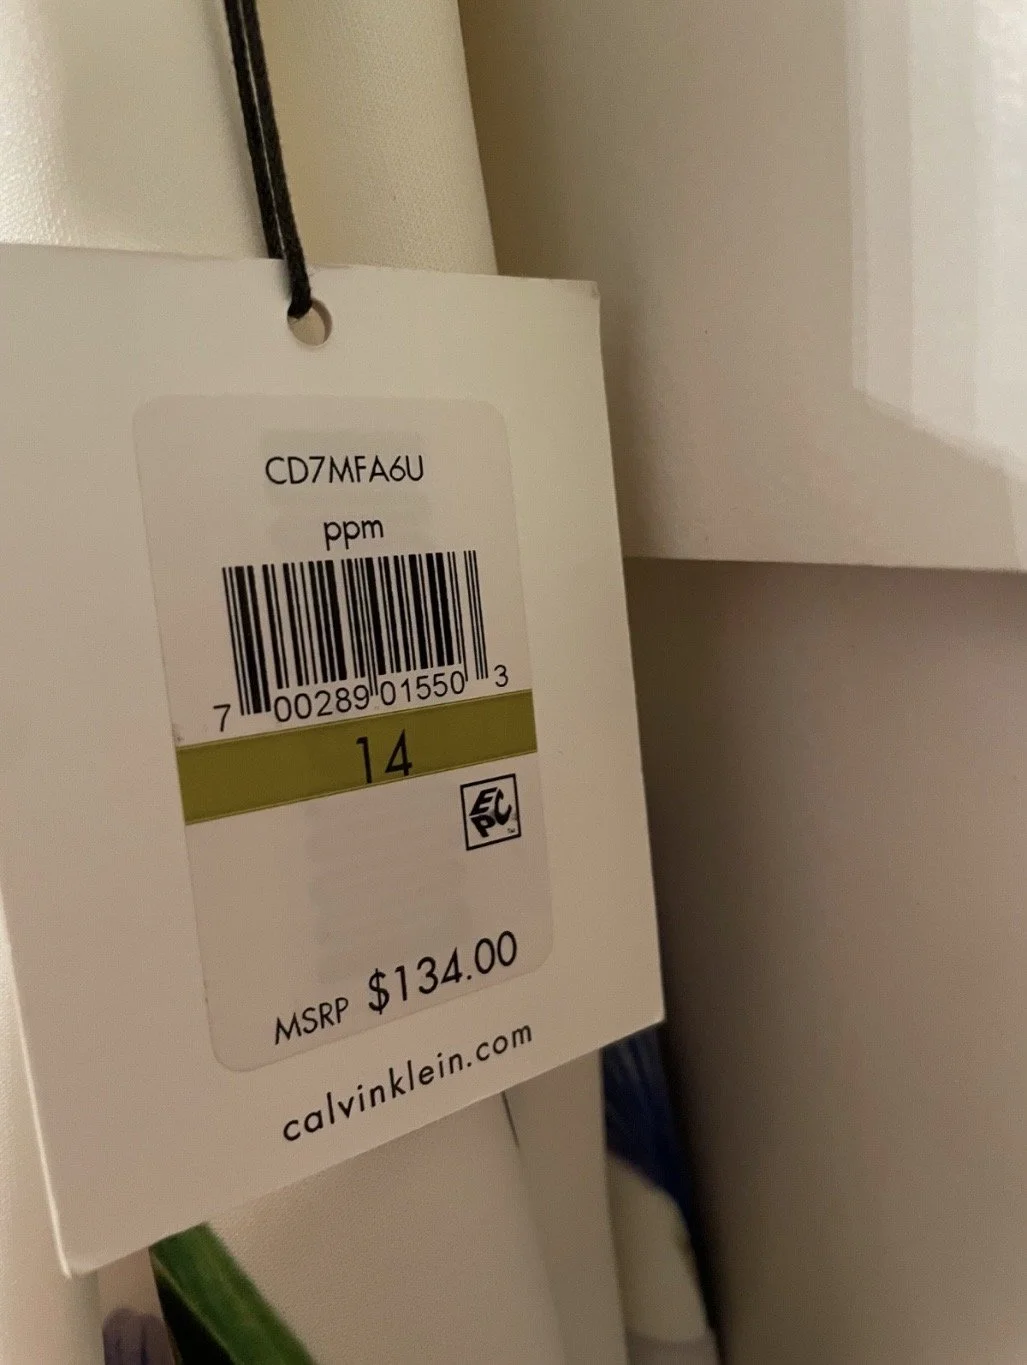 CD7MFA6U
ppm
7 00289 01550 3
14
EPC
MSRP $134.00
calvinklein.com